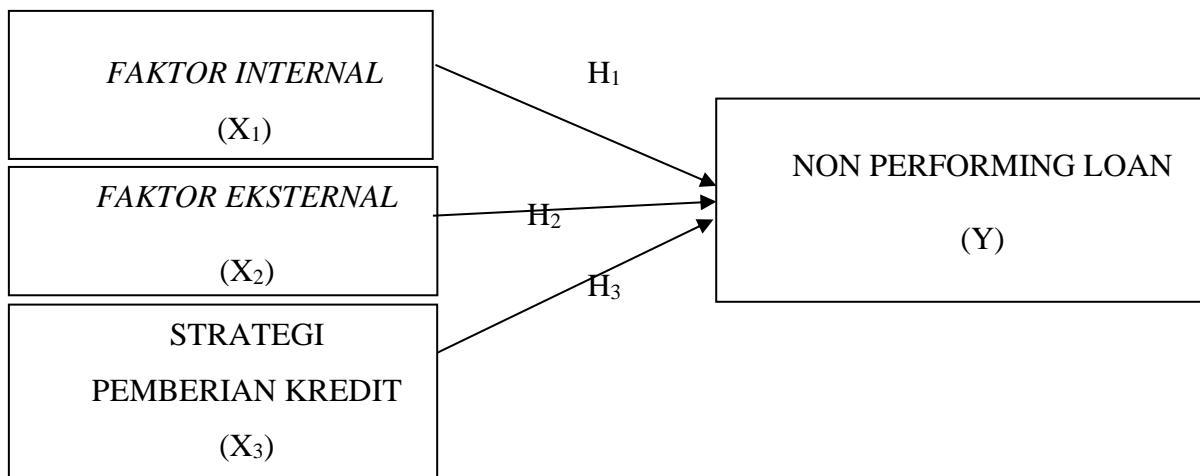 FAKTOR INTERNAL
(X₁)
H₁
FAKTOR EKSTERNAL
(X₂)
H₂
STRATEGI
PEMBERIAN KREDIT
(X₃)
H₃
NON PERFORMING LOAN
(Y)